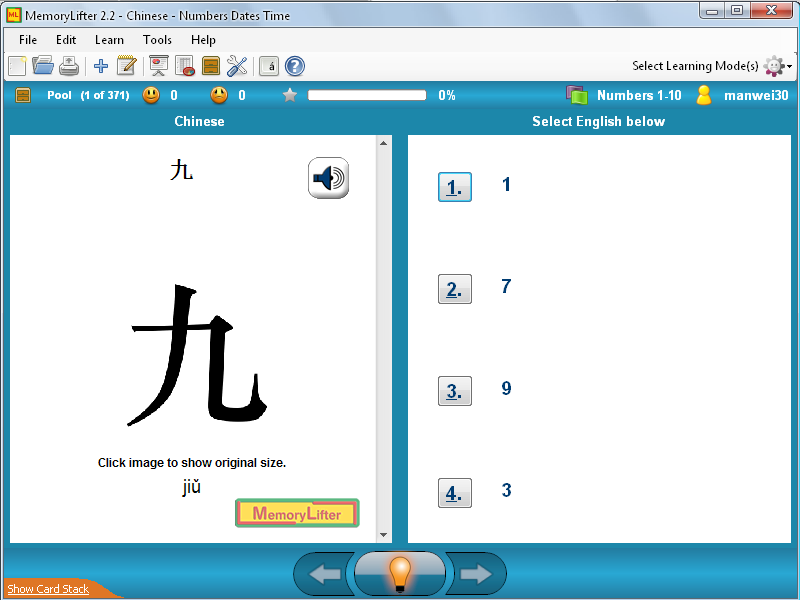 MemoryLifter 2.2 - Chinese - Numbers Dates Time
File Edit Learn Tools Help
á ? Select Learning Mode(s)
Pool (1 of 371) 0 0 0% Numbers 1-10 manwei30
Chinese
九
九
Click image to show original size.
jiǔ
MemoryLifter
Select English below
1. 1
2. 7
3. 9
4. 3
Show Card Stack